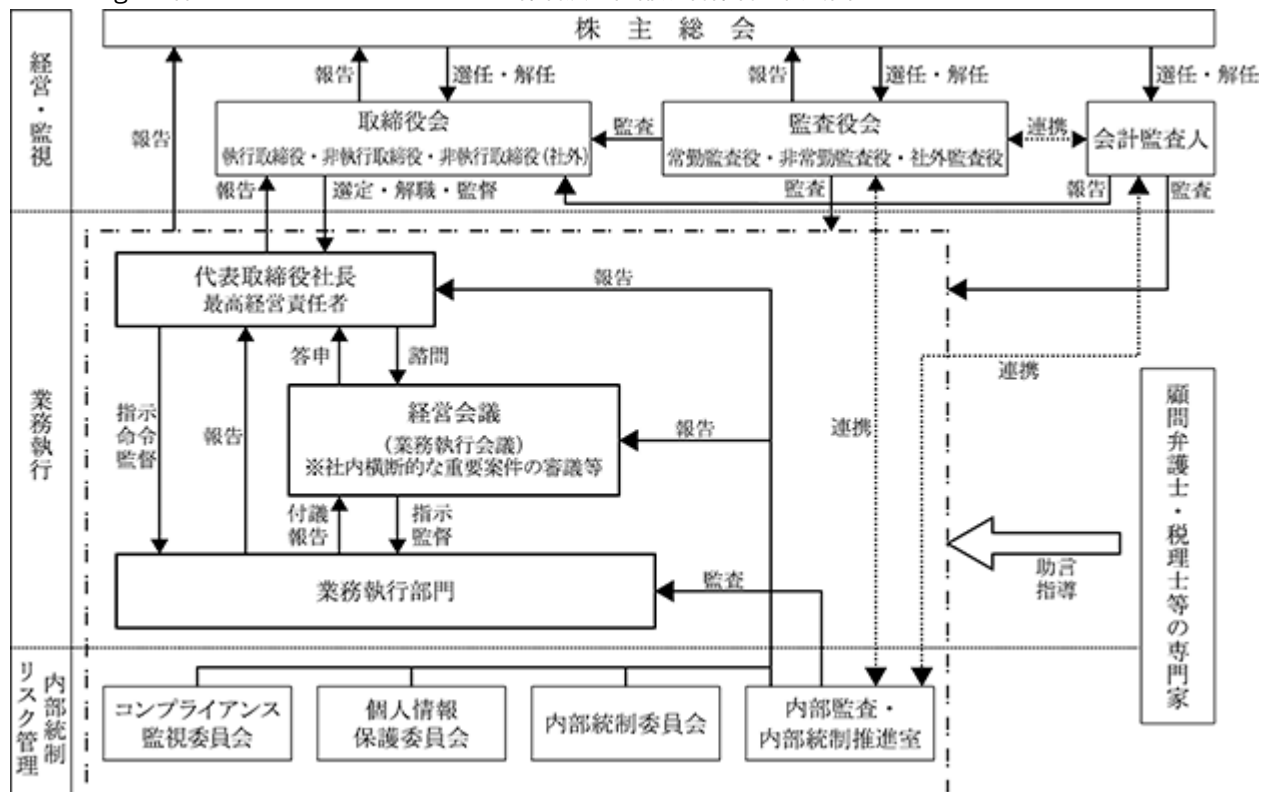 株主総会
経営・監視
報告
報告
選任・解任
報告
選任・解任
選任・解任
取締役会
執行取締役・非執行取締役・非執行取締役(社外)
監査
監査役会
常勤監査役・非常勤監査役・社外監査役
連携
会計監査人
報告
選定・解職・監督
監査
報告
監査
業務執行
代表取締役社長
最高経営責任者
報告
答申
諮問
連携
指示
命令
監督
報告
経営会議
(業務執行会議)
※社内横断的な重要案件の審議等
報告
連携
付議
報告
指示
監督
業務執行部門
監査
助言
指導
顧問弁護士・税理士等の専門家
内部統制
リスク管理
コンプライアンス
監視委員会
個人情報
保護委員会
内部統制委員会
内部監査・
内部統制推進室